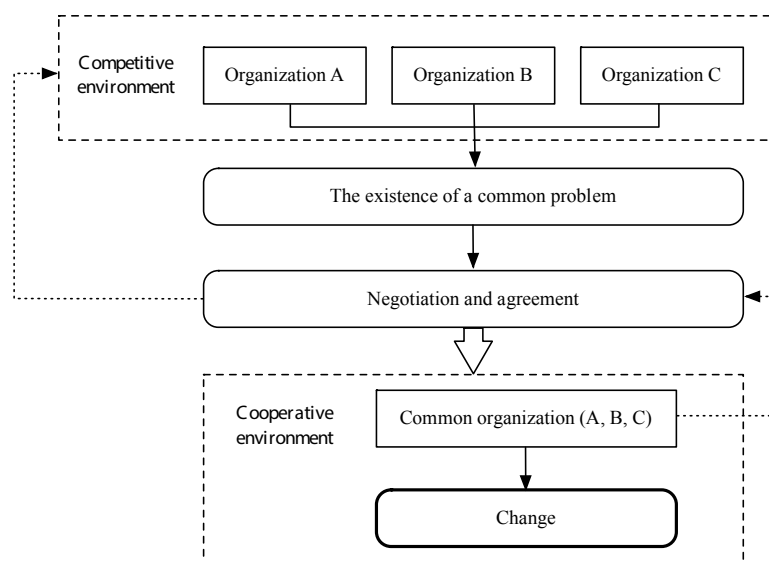 Competitive
environment
Organization A
Organization B
Organization C
The existence of a common problem
Negotiation and agreement
Cooperative
environment
Common organization (A, B, C)
Change